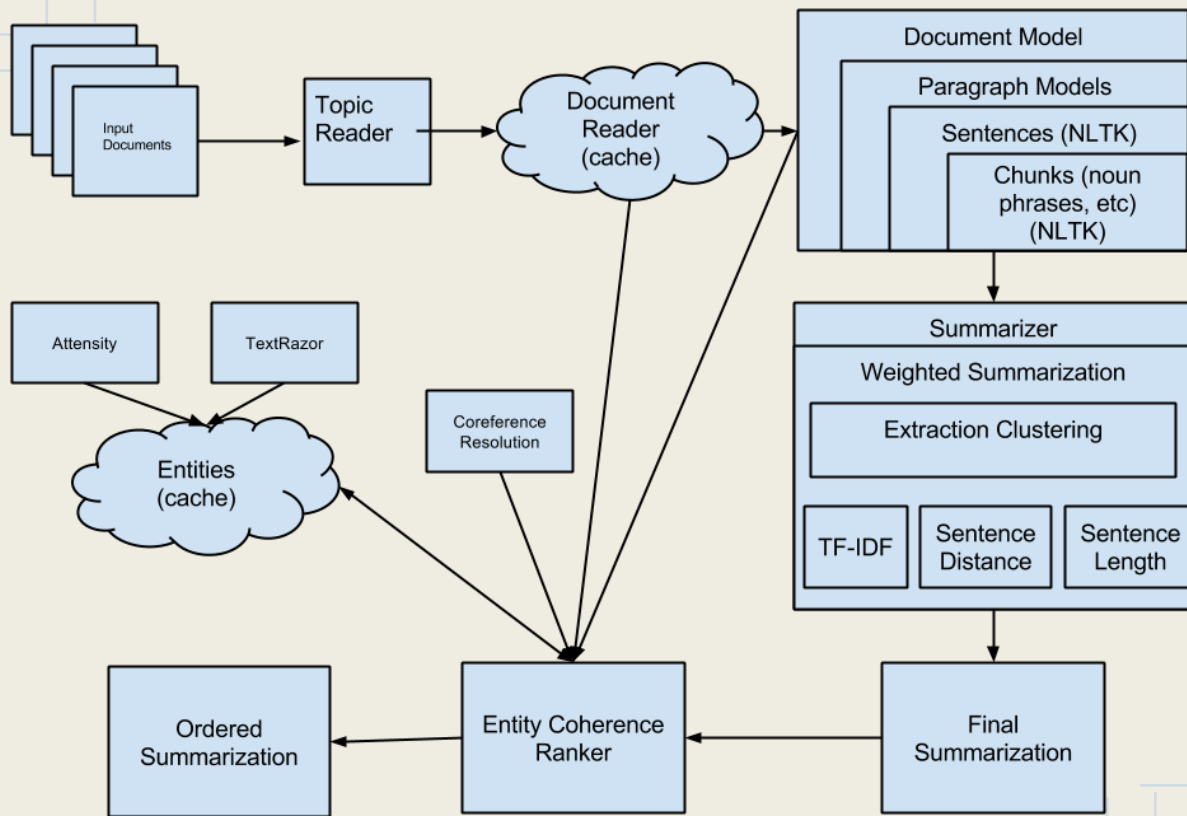 Input
Documents
Topic
Reader
Document
Reader
(cache)
Document Model
Paragraph Models
Sentences (NLTK)
Chunks (noun
phrases, etc)
(NLTK)
Attensity
TextRazor
Entities
(cache)
Coreference
Resolution
Summarizer
Weighted Summarization
Extraction Clustering
TF-IDF
Sentence
Distance
Sentence
Length
Ordered
Summarization
Entity Coherence
Ranker
Final
Summarization